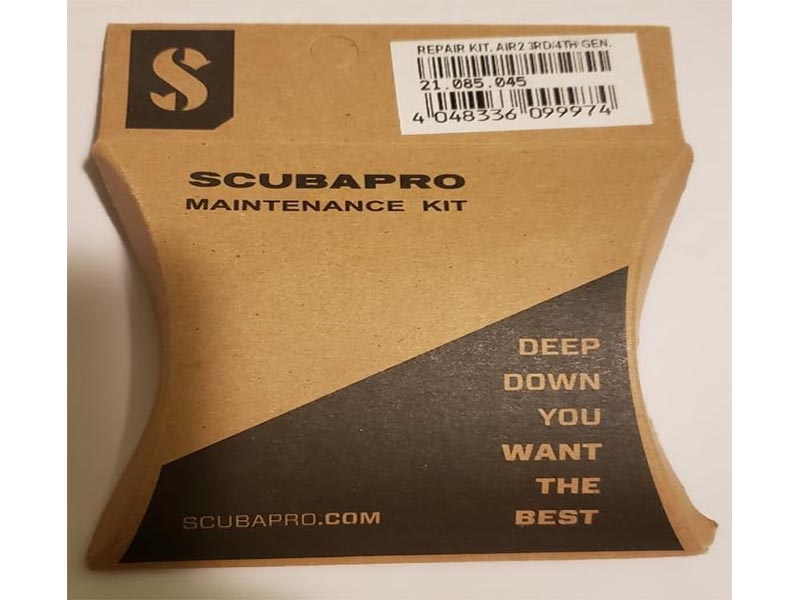 S
REPAIR KIT, AIR2 3RD/4TH GEN.
21.085.045
4 048336 099974
SCUBAPRO
MAINTENANCE KIT
DEEP
DOWN
YOU
WANT
THE
BEST
SCUBAPRO.COM